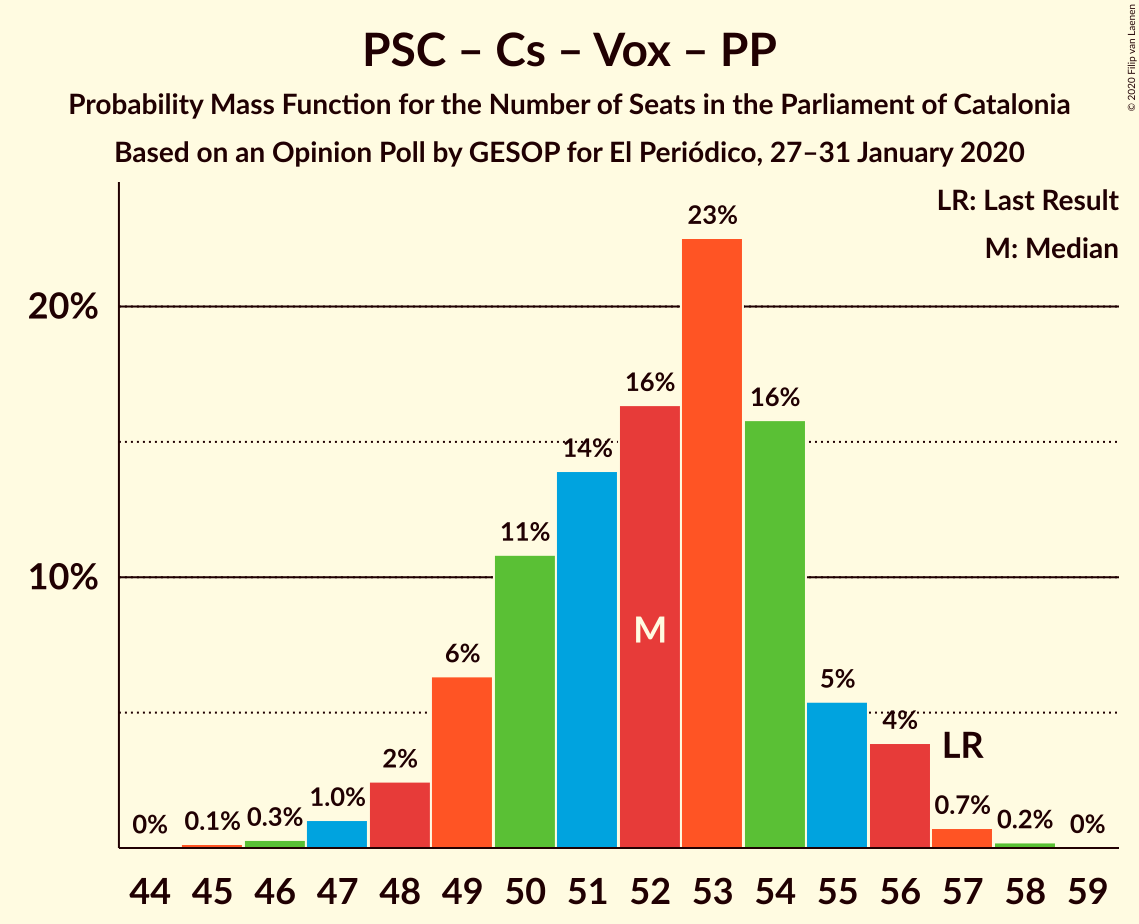 PSC – Cs – Vox – PP
Probability Mass Function for the Number of Seats in the Parliament of Catalonia
Based on an Opinion Poll by GESOP for El Periódico, 27–31 January 2020
© 2020 Filip van Laenen
LR: Last Result
M: Median
23%
20%
16%
16%
14%
11%
10%
M
6%
5%
4%
LR
2%
1.0%
0.7%
0%
0.1%
0.3%
0.2%
0%
44 45 46 47 48 49 50 51 52 53 54 55 56 57 58 59